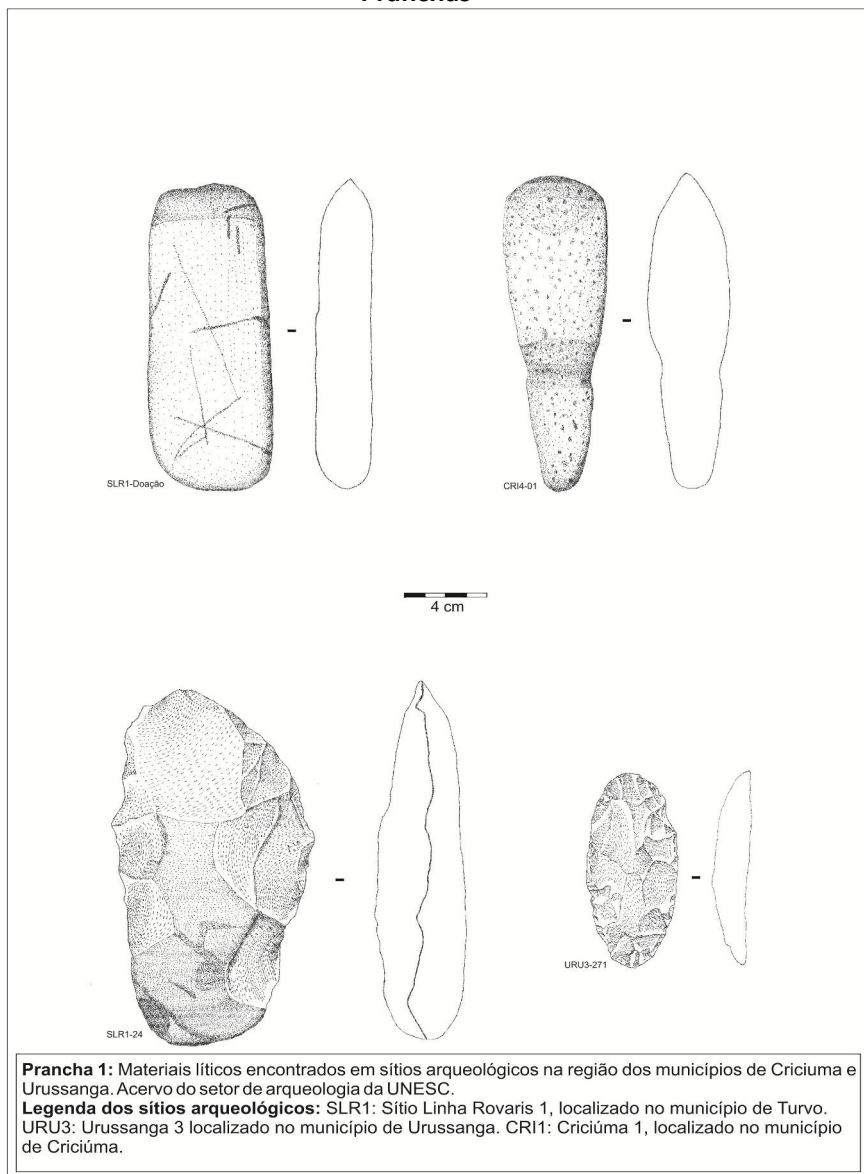 Pranchas
SLR1-Doação
CRI4-01
4 cm
SLR1-24
URU3-271
Prancha 1: Materiais líticos encontrados em sítios arqueológicos na região dos municípios de Criciuma e
Urussanga. Acervo do setor de arqueologia da UNESC.
Legenda dos sítios arqueológicos: SLR1: Sítio Linha Rovaris 1, localizado no município de Turvo.
URU3: Urussanga 3 localizado no município de Urussanga. CRI1: Criciúma 1, localizado no município
de Criciúma.